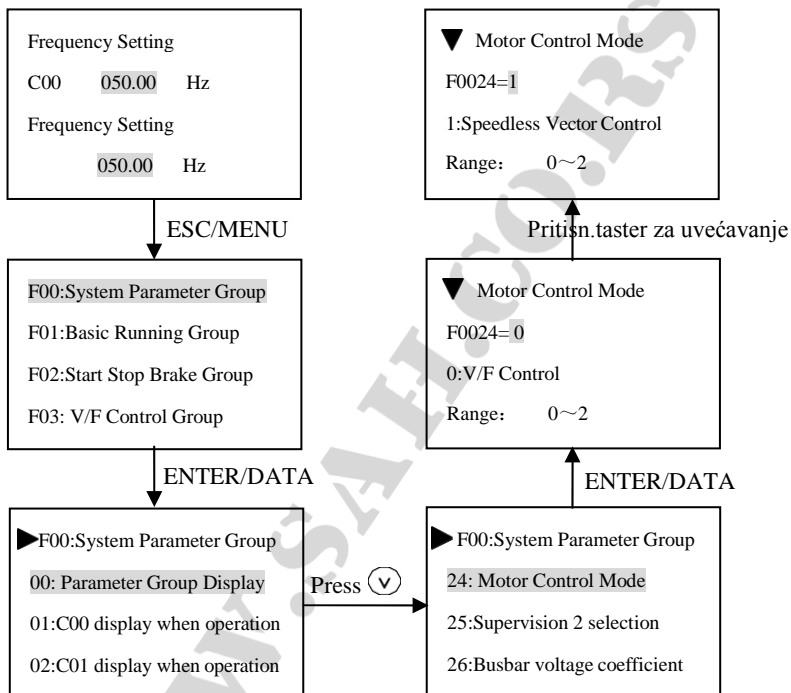 Frequency Setting
C00 050.00 Hz
Frequency Setting
050.00 Hz
ESC/MENU
F00:System Parameter Group
F01:Basic Running Group
F02:Start Stop Brake Group
F03: V/F Control Group
ENTER/DATA
F00:System Parameter Group
00: Parameter Group Display
01:C00 display when operation
02:C01 display when operation
Press
F00:System Parameter Group
24: Motor Control Mode
25:Supervision 2 selection
26:Busbar voltage coefficient
ENTER/DATA
Motor Control Mode
F0024= 0
0:V/F Control
Range： 0～2
Pritisn.taster za uvećavanje
Motor Control Mode
F0024=1
1:Speedless Vector Control
Range： 0～2
W.SAH.CO.RS